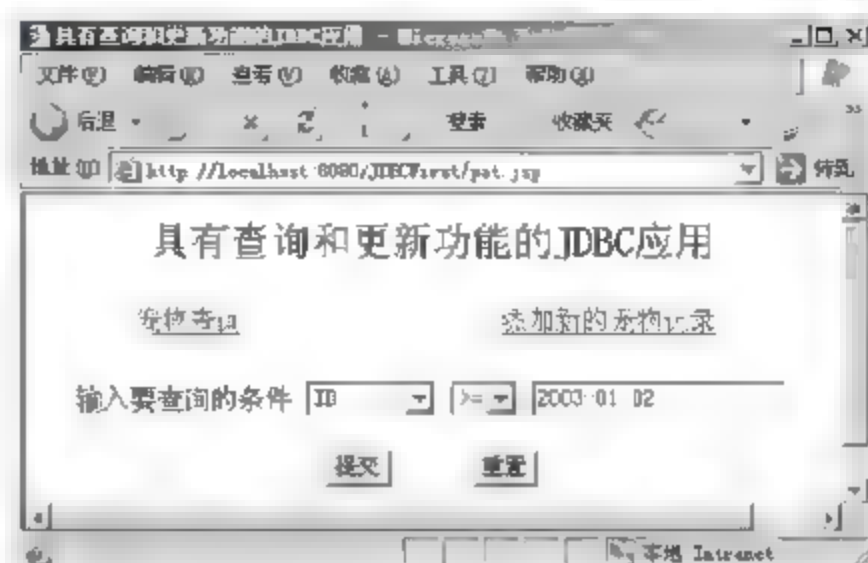 具有查询和更新功能的JDBC应用 -
文件(F) 编辑(E) 查看(V) 收藏(A) 工具(T) 帮助(H)
后退 搜索 收藏夹
地址(D) http://localhost:8080/JDBCFirst/pet.jsp 转到
具有查询和更新功能的JDBC应用
宠物查询 添加新的宠物记录
输入要查询的条件 ID >= 2003-01-02
提交 重置
本地 Intranet